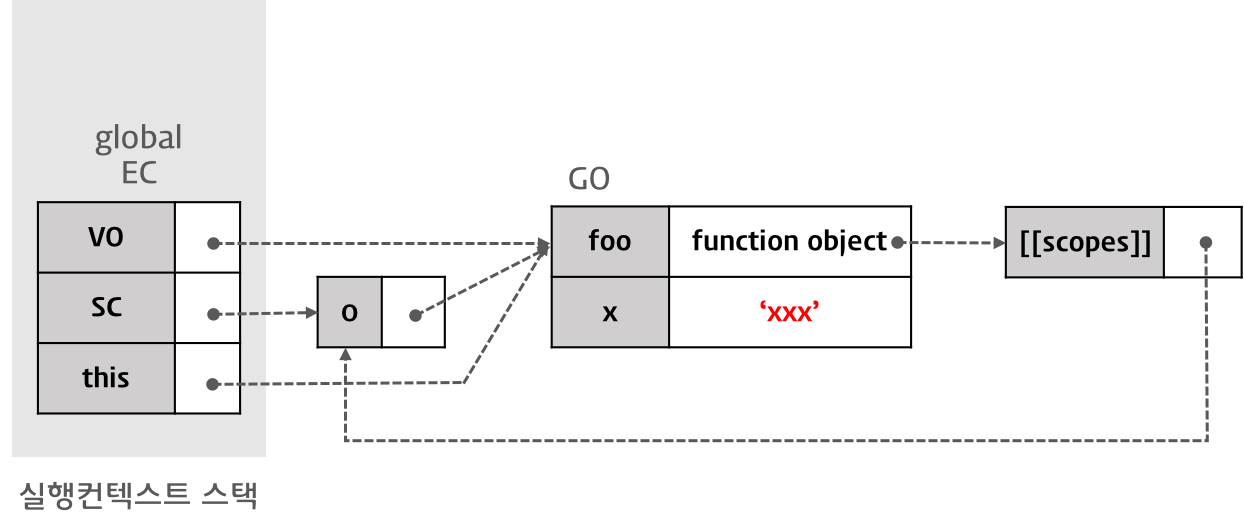 global
EC
VO
SC
this
o
GO
foo
function object
x
‘xxx’
[[scopes]]
실행컨텍스트 스택